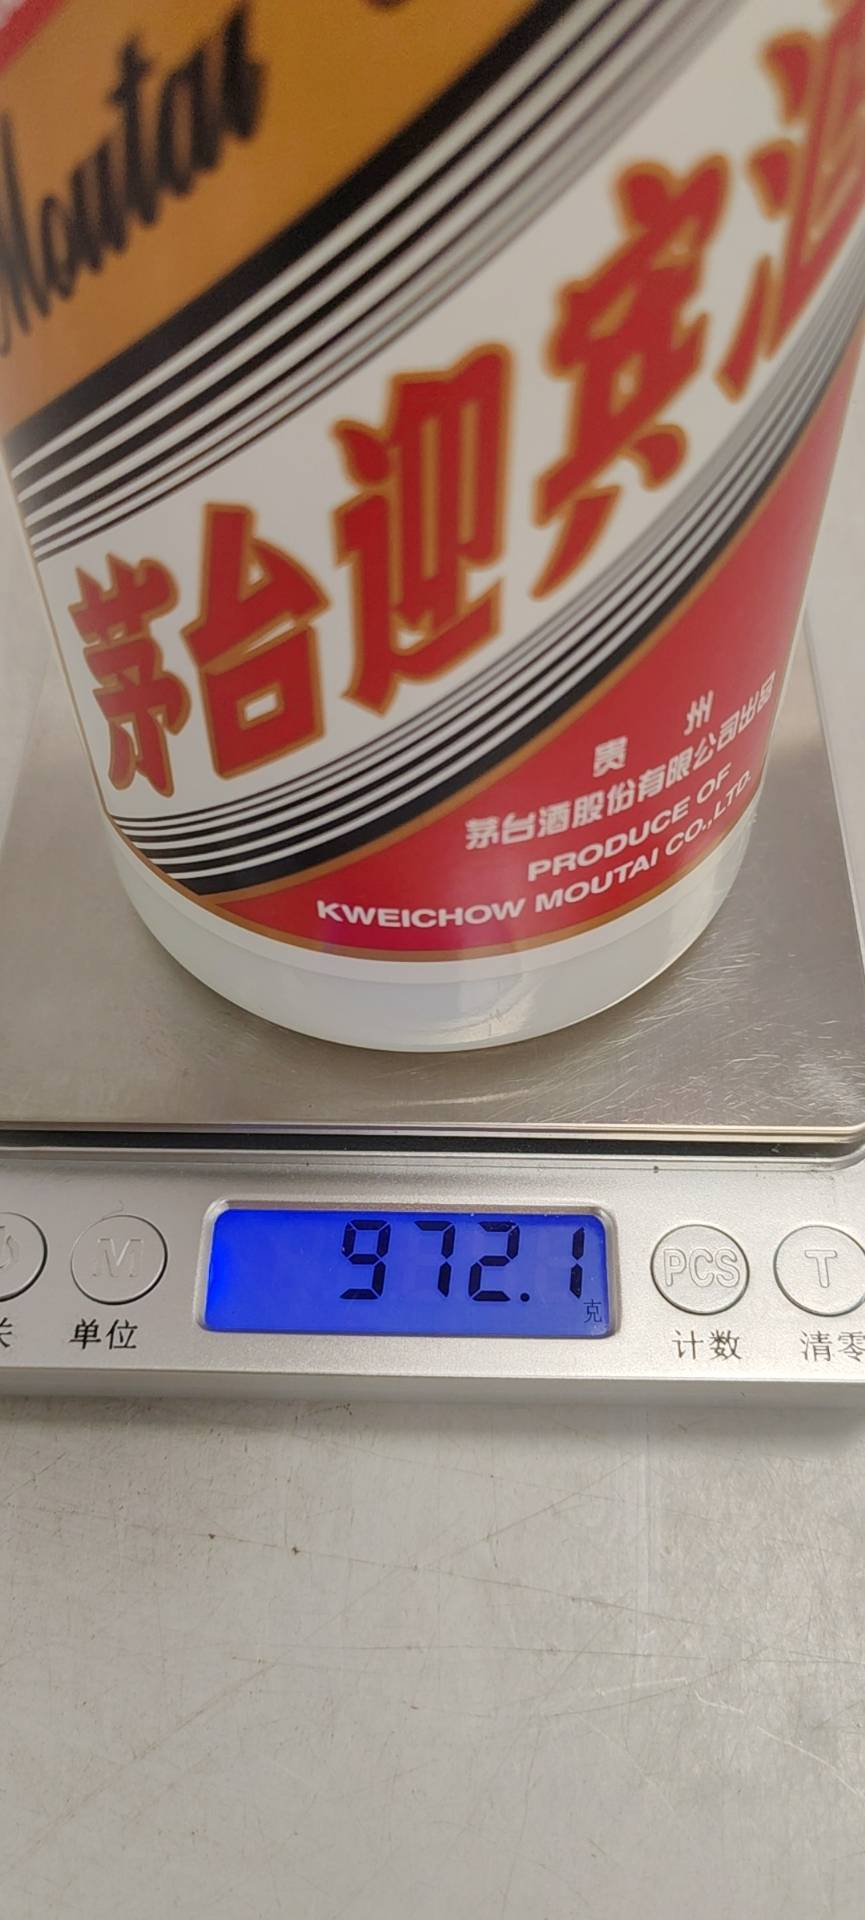 Moutai
茅台迎宾酒
贵 州
茅台酒股份有限公司出品
PRODUCE OF
KWEICHOW MOUTAI CO.,LTD.
972.1
克
M
PCS
T
单位
计数
清零